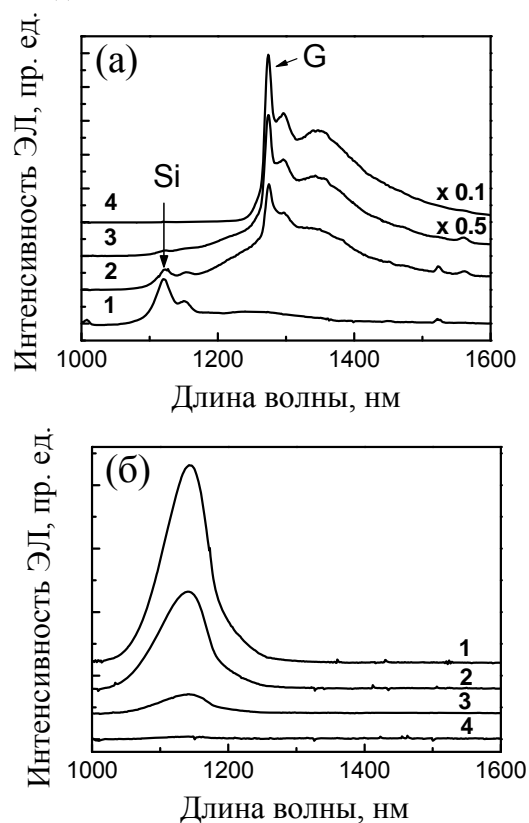 (а)
G
Si
4
x 0.1
3
x 0.5
2
1
1000 1200 1400 1600
Длина волны, нм
Интенсивность ЭЛ, пр. ед.
(б)
1
2
3
4
1000 1200 1400 1600
Длина волны, нм
Интенсивность ЭЛ, пр. ед.